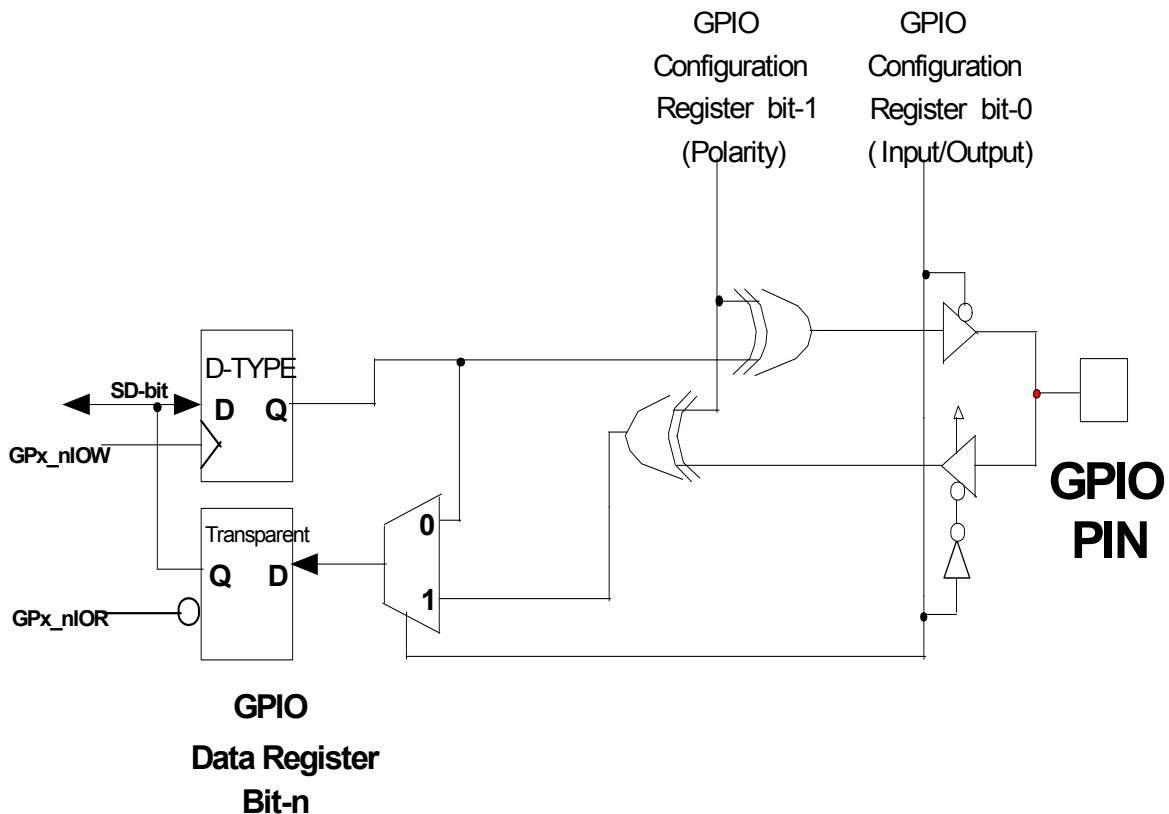 GPIO
Configuration
Register bit-1
(Polarity)
GPIO
Configuration
Register bit-0
( Input/Output)
D-TYPE
SD-bit
D Q
GPx_nIOW
Transparent
Q D
GPx_nIOR
0
1
GPIO
PIN
GPIO
Data Register
Bit-n